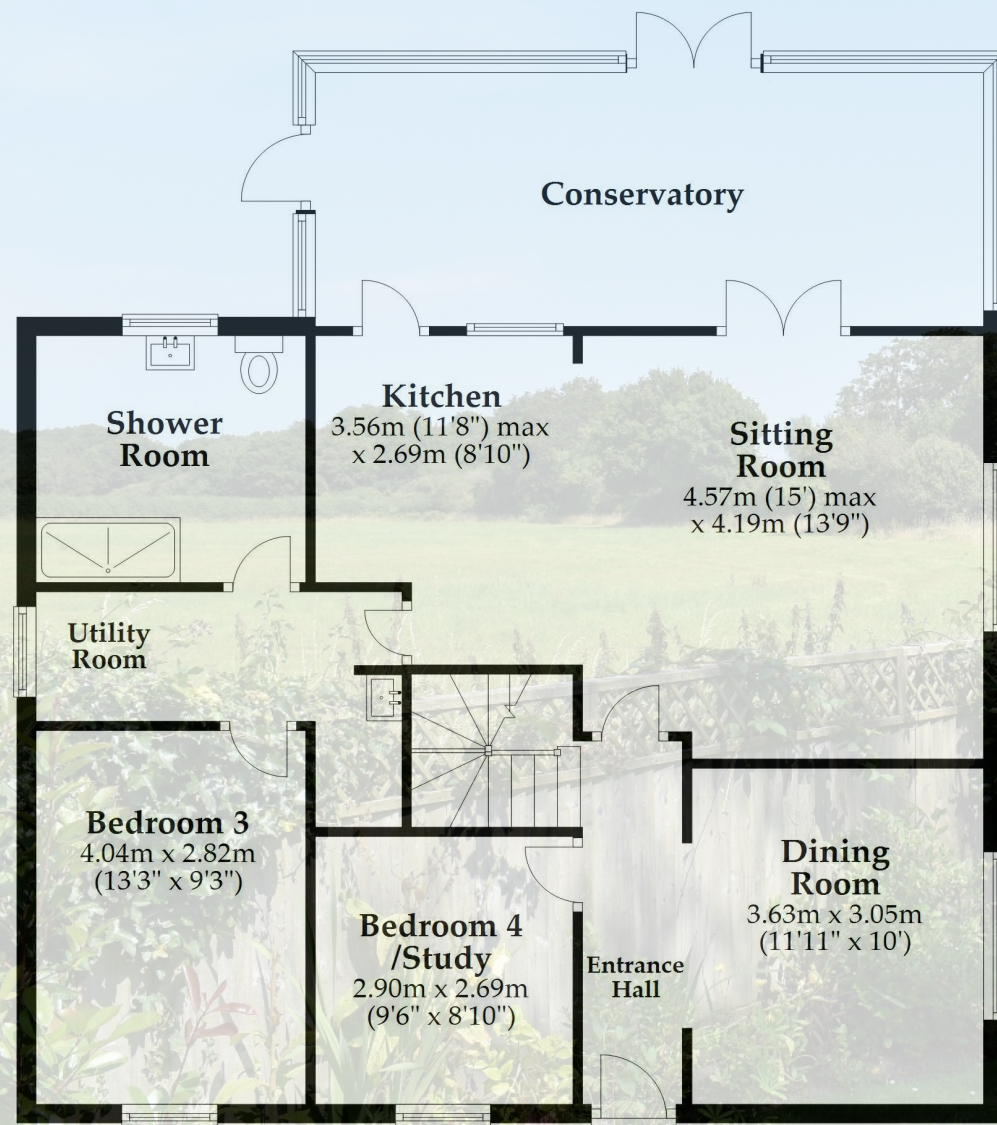 Conservatory
Kitchen
3.56m (11'8") max
x 2.69m (8'10")
Shower
Room
Sitting
Room
4.57m (15') max
x 4.19m (13'9")
Utility
Room
Bedroom 3
4.04m x 2.82m
(13'3" x 9'3")
Dining
Room
3.63m x 3.05m
(11'11" x 10')
Bedroom 4
/Study
2.90m x 2.69m
(9'6" x 8'10")
Entrance
Hall